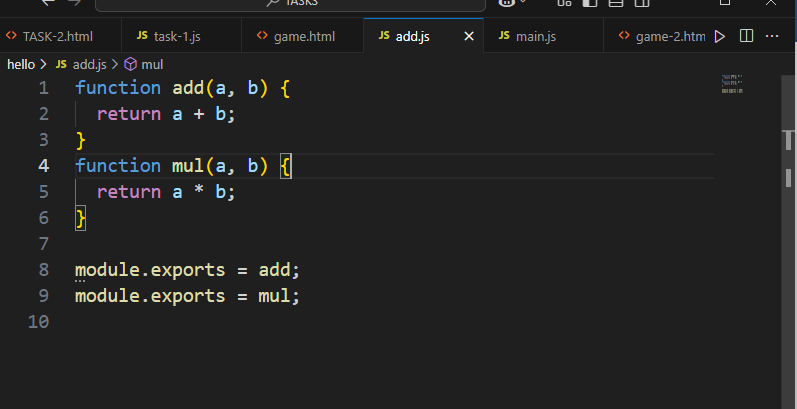 TASKS
TASK-2.html JS task-1.js game.html JS add.js JS main.js game-2.htm
hello > JS add.js > mul
1 function add(a, b) {
2 return a + b;
3 }
4 function mul(a, b) {
5 return a * b;
6 }
7
8 module.exports = add;
9 module.exports = mul;
10